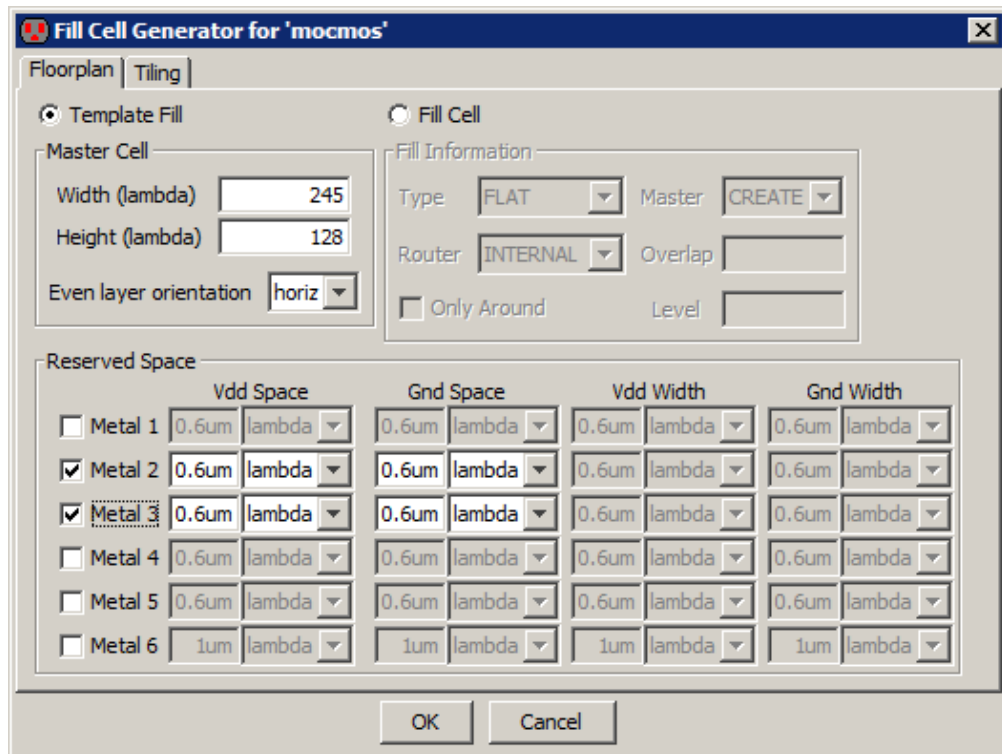 Fill Cell Generator for 'mocmos'
Floorplan Tiling
Template Fill Fill Cell
Master Cell Fill Information
Width (lambda) 245 Type FLAT Master CREATE
Height (lambda) 128 Router INTERNAL Overlap
Even layer orientation horiz Only Around Level
Reserved Space
Vdd Space Gnd Space Vdd Width Gnd Width
Metal 1 0.6um lambda 0.6um lambda 0.6um lambda 0.6um lambda
Metal 2 0.6um lambda 0.6um lambda 0.6um lambda 0.6um lambda
Metal 3 0.6um lambda 0.6um lambda 0.6um lambda 0.6um lambda
Metal 4 0.6um lambda 0.6um lambda 0.6um lambda 0.6um lambda
Metal 5 0.6um lambda 0.6um lambda 0.6um lambda 0.6um lambda
Metal 6 1um lambda 1um lambda 1um lambda 1um lambda
OK Cancel